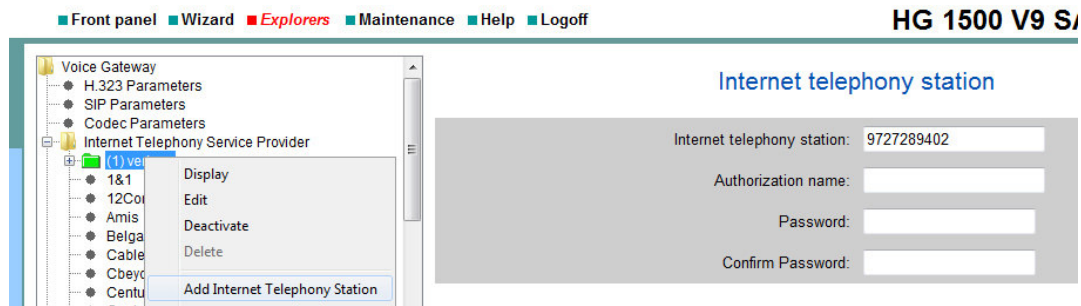 Front panel Wizard Explorers Maintenance Help Logoff
HG 1500 V9
Voice Gateway
H.323 Parameters
SIP Parameters
Codec Parameters
Internet Telephony Service Provider
(1)
1&1
Amis
Display
Edit
Deactivate
Delete
Add Internet Telephony Station
Internet telephony station
Internet telephony station: 9727289402
Authorization name:
Password:
Confirm Password: